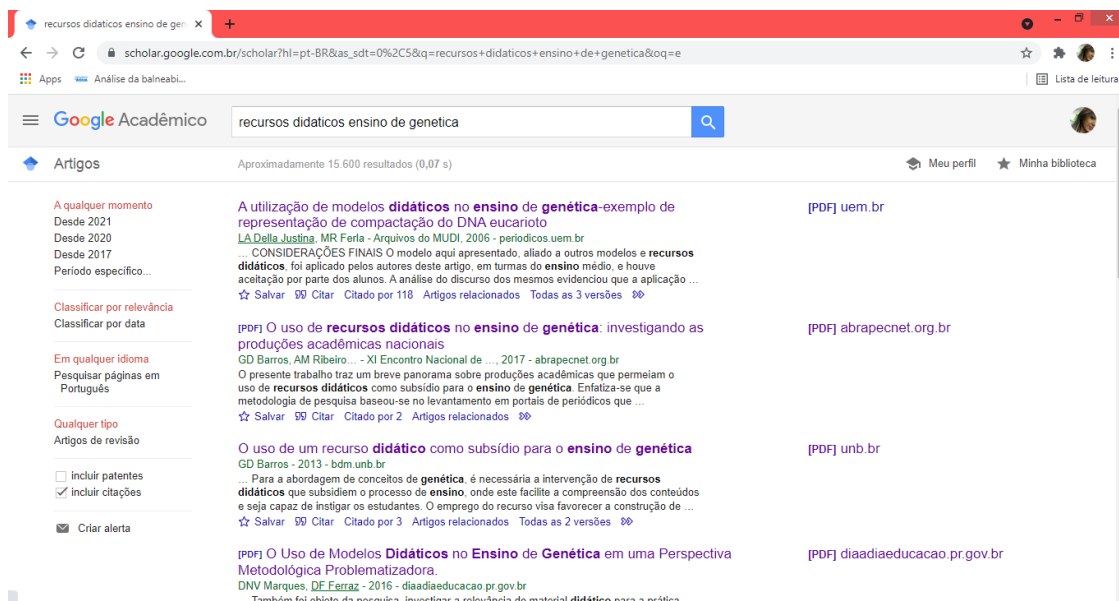 recursos didaticos ensino de gen
scholar.google.com.br/scholar?hl=pt-BR&as_sdt=0%2C5&q=recursos+didaticos+ensino+de+genetica&oq=e
Apps Análise da balneabi... Lista de leitura
Google Acadêmico recursos didaticos ensino de genetica
Artigos Aproximadamente 15.600 resultados (0,07 s) Meu perfil Minha biblioteca
A qualquer momento
Desde 2021
Desde 2020
Desde 2017
Período específico...
Classificar por relevância
Classificar por data
Em qualquer idioma
Pesquisar páginas em
Português
Qualquer tipo
Artigos de revisão
incluir patentes
incluir citações
Criar alerta
A utilização de modelos didáticos no ensino de genética-exemplo de
representação de compactação do DNA eucarioto
LA Della Justina, MR Ferla - Arquivos do MUDI, 2006 - periodicos.uem.br
... CONSIDERAÇÕES FINAIS O modelo aqui apresentado, aliado a outros modelos e recursos
didáticos, foi aplicado pelos autores deste artigo, em turmas do ensino médio, e houve
aceitação por parte dos alunos. A análise do discurso dos mesmos evidenciou que a aplicação ...
Salvar Citar Citado por 118 Artigos relacionados Todas as 3 versões
[PDF] uem.br
[PDF] O uso de recursos didáticos no ensino de genética: investigando as
produções acadêmicas nacionais
GD Barros, AM Ribeiro... - XI Encontro Nacional de ..., 2017 - abrapecnet.org.br
O presente trabalho traz um breve panorama sobre produções acadêmicas que permeiam o
uso de recursos didáticos como subsídio para o ensino de genética. Enfatiza-se que a
metodologia de pesquisa baseou-se no levantamento em portais de periódicos que ...
Salvar Citar Citado por 2 Artigos relacionados
[PDF] abrapecnet.org.br
O uso de um recurso didático como subsídio para o ensino de genética
GD Barros - 2013 - bdm.unb.br
... Para a abordagem de conceitos de genética, é necessária a intervenção de recursos
didáticos que subsidiem o processo de ensino, onde este facilite a compreensão dos conteúdos
e seja capaz de instigar os estudantes. O emprego do recurso visa favorecer a construção de ...
Salvar Citar Citado por 3 Artigos relacionados Todas as 2 versões
[PDF] unb.br
[PDF] O Uso de Modelos Didáticos no Ensino de Genética em uma Perspectiva
Metodológica Problematizadora.
DNV Marques, DF Ferraz - 2016 - diaadiaeducacao.pr.gov.br
... Também foi objeto da pesquisa, investigar a relevância do material didático para a prática
[PDF] diaadiaeducacao.pr.gov.br